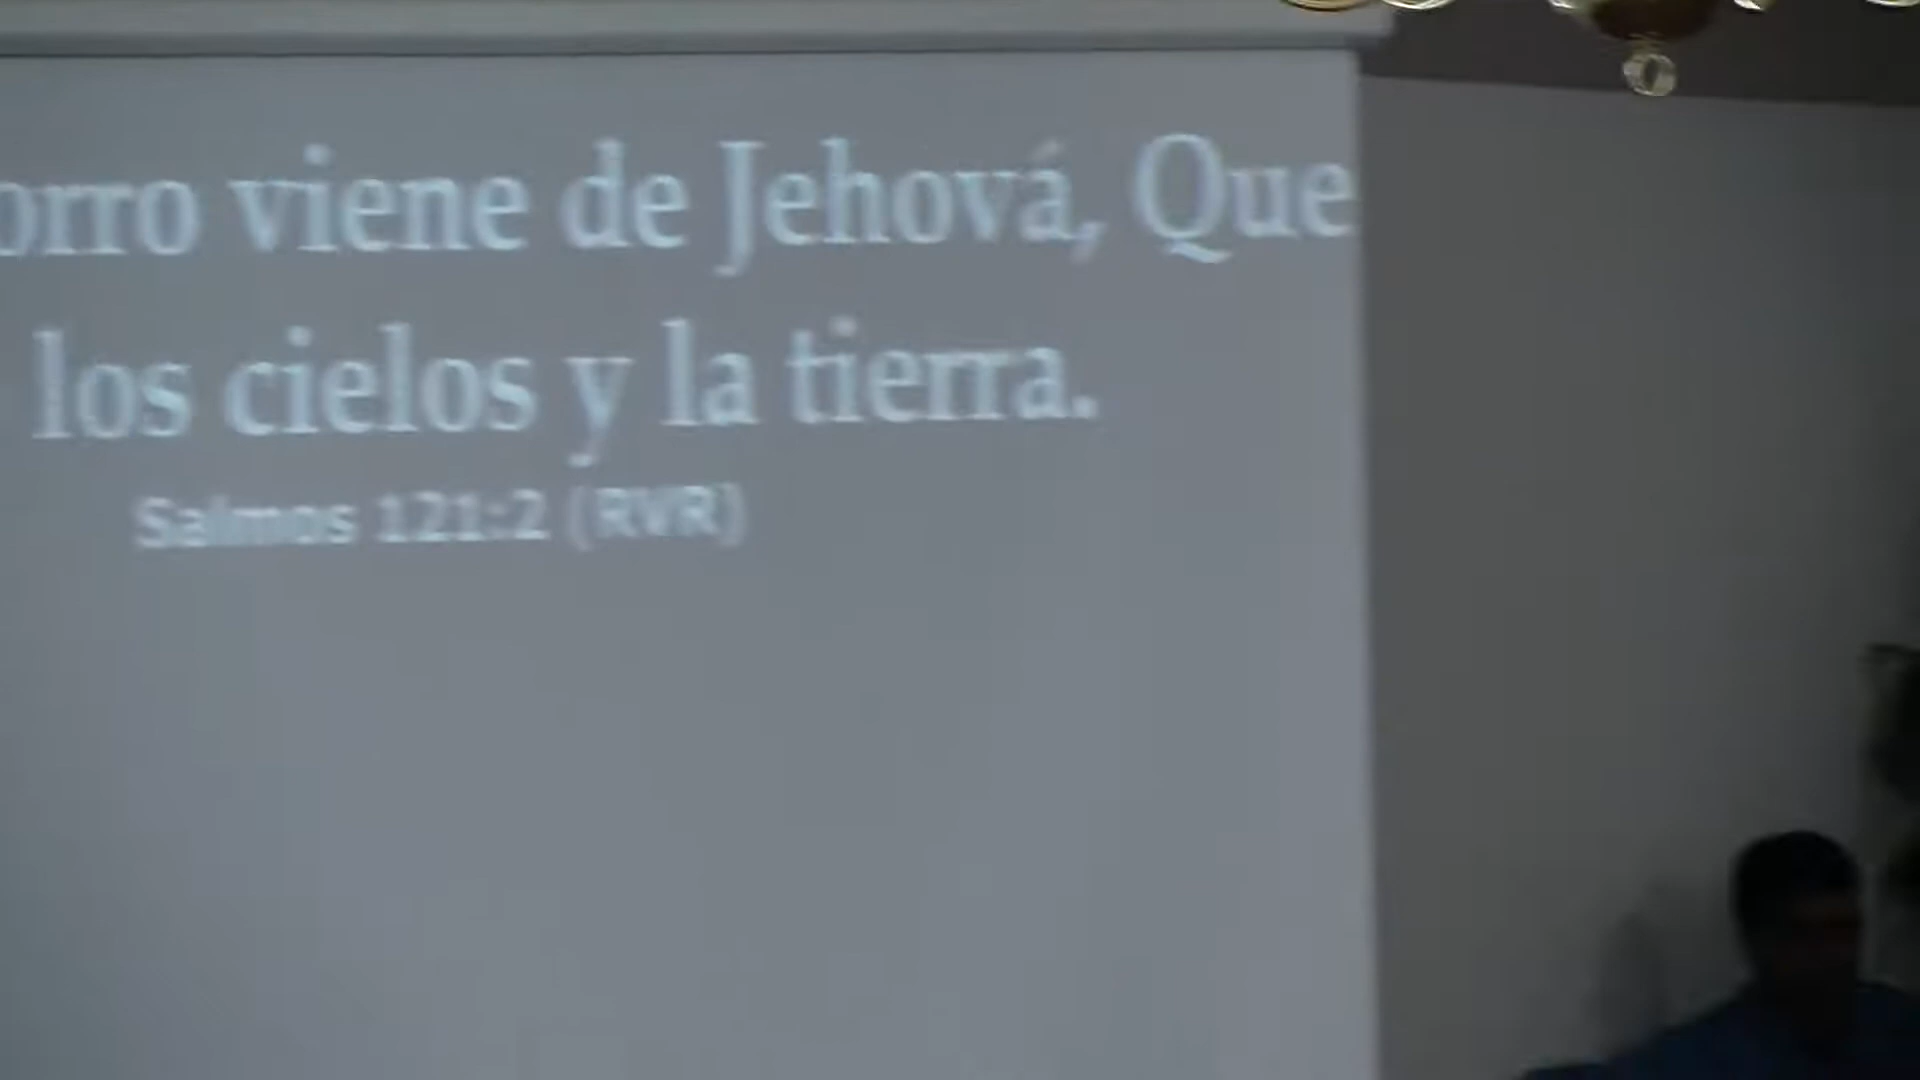 orro viene de Jehová, Que
los cielos y la tierra.
Salmos 121:2 (RVR)